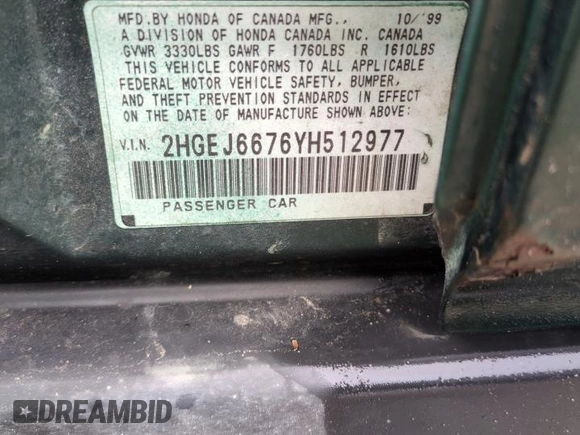 MFD.BY HONDA OF CANADA MFG., 10/'99
A DIVISION OF HONDA CANADA INC. CANADA
GVWR 3330LBS GAWR F 1760LBS R 1610LBS
THIS VEHICLE CONFORMS TO ALL APPLICABLE
FEDERAL MOTOR VEHICLE SAFETY, BUMPER,
AND THEFT PREVENTION STANDARDS IN EFFECT
ON THE DATE OF MANUFACTURE SHOWN ABOVE:
V.I.N. 2HGEJ6676YH512977
PASSENGER CAR
DREAMBID